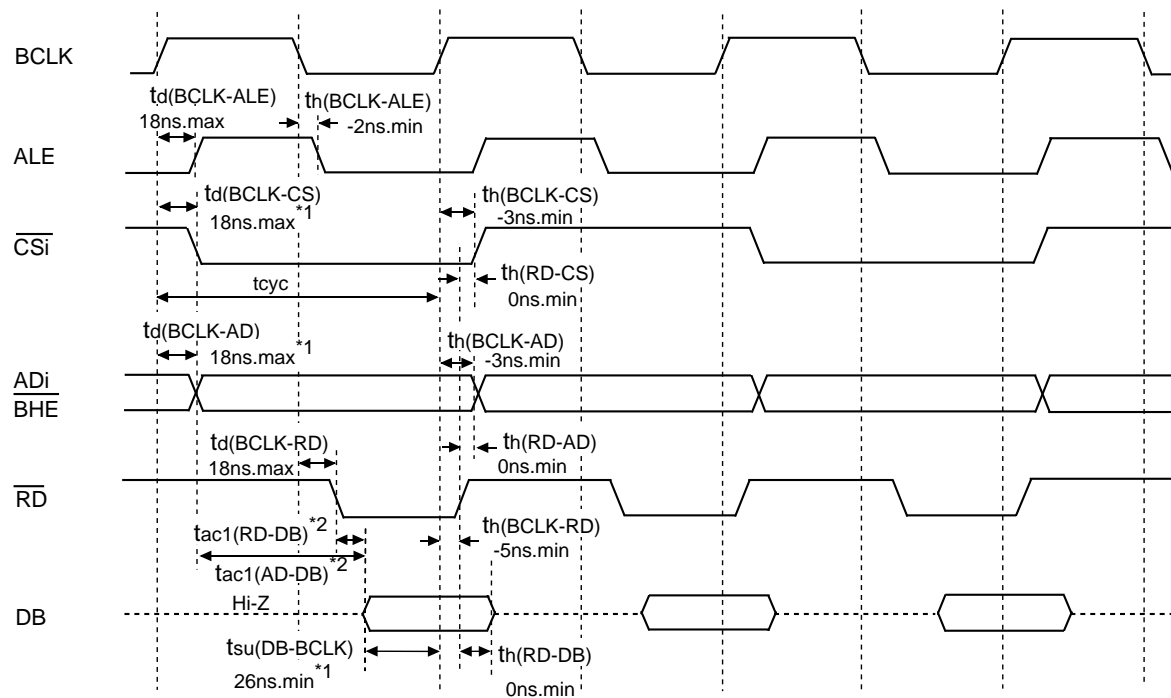 BCLK
td(BCLK-ALE)
18ns.max
th(BCLK-ALE)
-2ns.min
ALE
td(BCLK-CS)
18ns.max*1
th(BCLK-CS)
-3ns.min
CSi
tcyc
th(RD-CS)
0ns.min
td(BCLK-AD)
18ns.max*1
th(BCLK-AD)
-3ns.min
ADi
BHE
td(BCLK-RD)
18ns.max
th(RD-AD)
0ns.min
RD
tac1(RD-DB)*2
th(BCLK-RD)
-5ns.min
tac1(AD-DB)*2
Hi-Z
DB
tsu(DB-BCLK)
26ns.min*1
th(RD-DB)
0ns.min